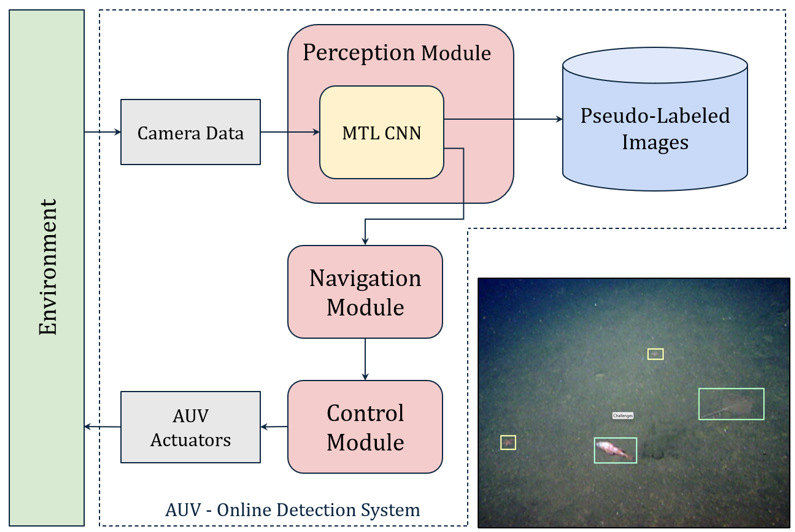 Environment
Camera Data
Perception Module
MTL CNN
Pseudo-Labeled
Images
Navigation
Module
Control
Module
AUV
Actuators
AUV - Online Detection System
Challenges